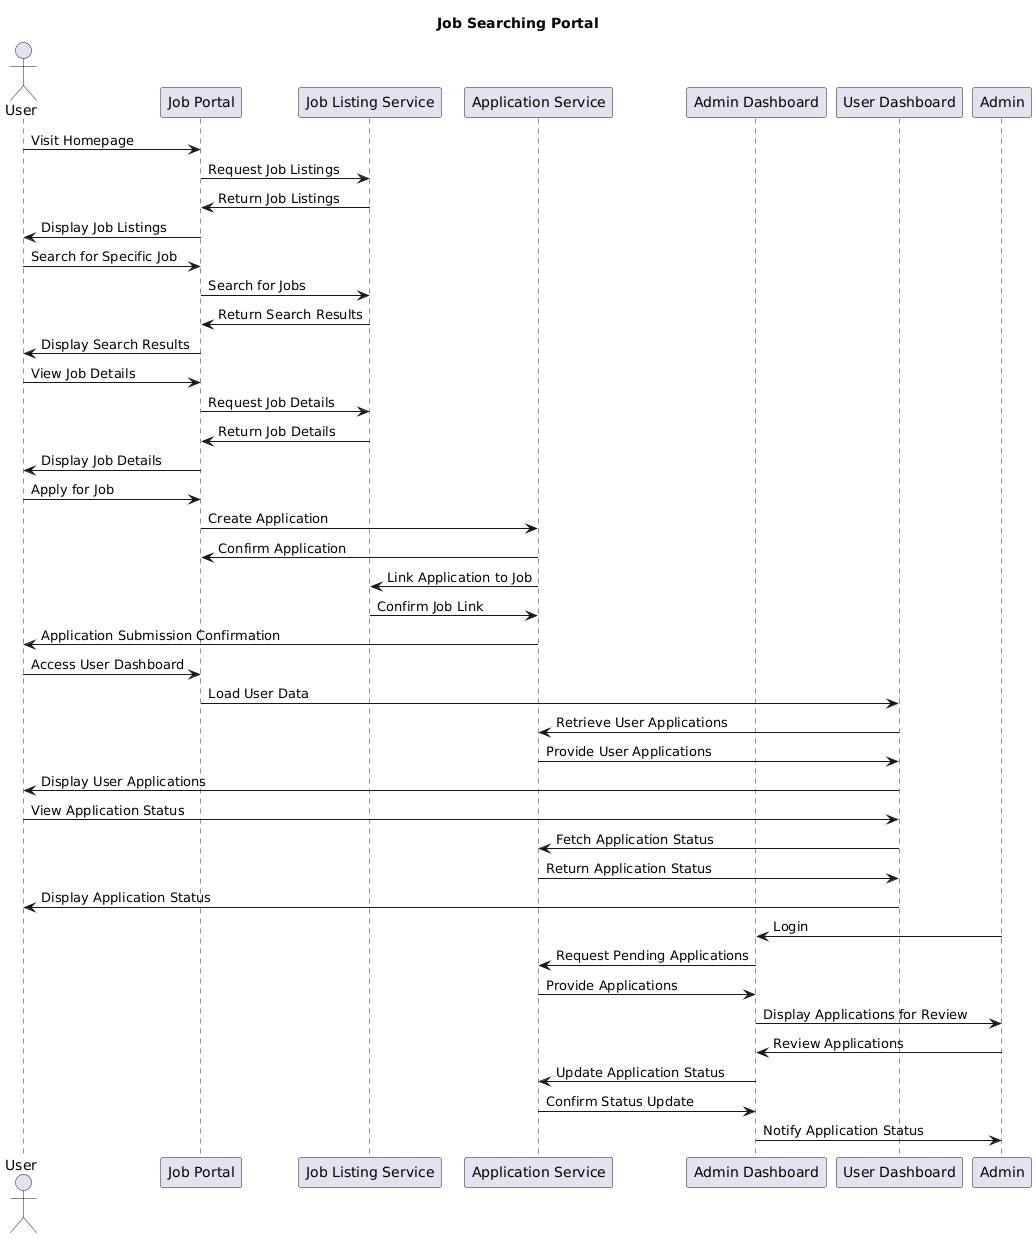 Job Searching Portal
User
Job Portal
Job Listing Service
Application Service
Admin Dashboard
User Dashboard
Admin
Visit Homepage
Request Job Listings
Return Job Listings
Display Job Listings
Search for Specific Job
Search for Jobs
Return Search Results
Display Search Results
View Job Details
Request Job Details
Return Job Details
Display Job Details
Apply for Job
Create Application
Confirm Application
Link Application to Job
Confirm Job Link
Application Submission Confirmation
Access User Dashboard
Load User Data
Retrieve User Applications
Provide User Applications
Display User Applications
View Application Status
Fetch Application Status
Return Application Status
Display Application Status
Login
Request Pending Applications
Provide Applications
Display Applications for Review
Review Applications
Update Application Status
Confirm Status Update
Notify Application Status
User
Job Portal
Job Listing Service
Application Service
Admin Dashboard
User Dashboard
Admin